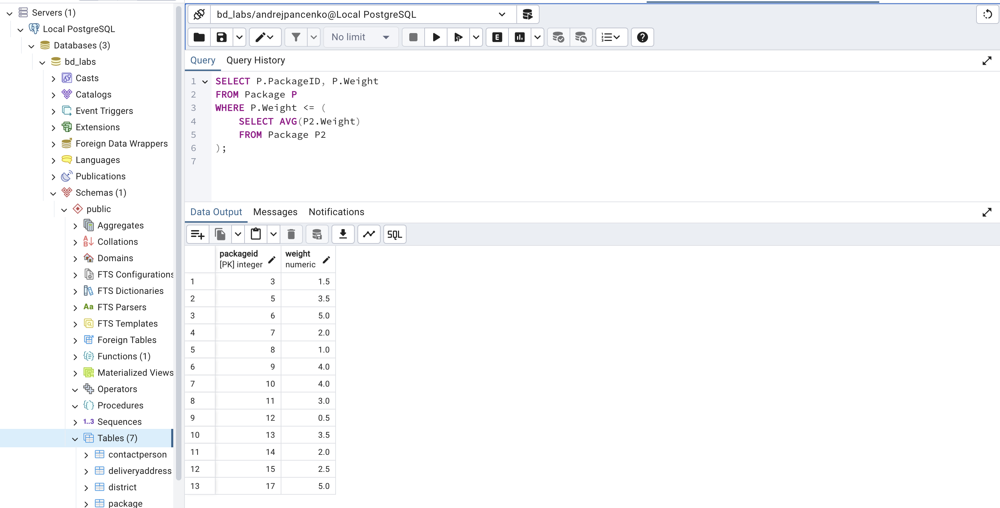 Servers (1)
Local PostgreSQL
Databases (3)
bd_labs
Casts
Catalogs
Event Triggers
Extensions
Foreign Data Wrappers
Languages
Publications
Schemas (1)
public
Aggregates
Collations
Domains
FTS Configurations
FTS Dictionaries
Aa FTS Parsers
FTS Templates
Foreign Tables
Functions (1)
Materialized Views
Operators
Procedures
1..3 Sequences
Tables (7)
contactperson
deliveryaddress
district
package
bd_labs/andrejpancenko@Local PostgreSQL
No limit
E
Query Query History
1 SELECT P.PackageID, P.Weight
2 FROM Package P
3 WHERE P.Weight <= (
4 SELECT AVG(P2.Weight)
5 FROM Package P2
6 );
7
Data Output Messages Notifications
SQL
packageid weight
[PK] integer numeric
1 3 1.5
2 5 3.5
3 6 5.0
4 7 2.0
5 8 1.0
6 9 4.0
7 10 4.0
8 11 3.0
9 12 0.5
10 13 3.5
11 14 2.0
12 15 2.5
13 17 5.0